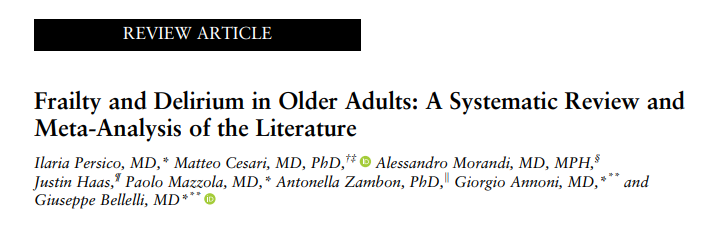 REVIEW ARTICLE
Frailty and Delirium in Older Adults: A Systematic Review and
Meta-Analysis of the Literature
Ilaria Persico, MD,* Matteo Cesari, MD, PhD,†‡ Alessandro Morandi, MD, MPH,§
Justin Haas,¶ Paolo Mazzola, MD,* Antonella Zambon, PhD,‖ Giorgio Annoni, MD,*,** and
Giuseppe Bellelli, MD*,**